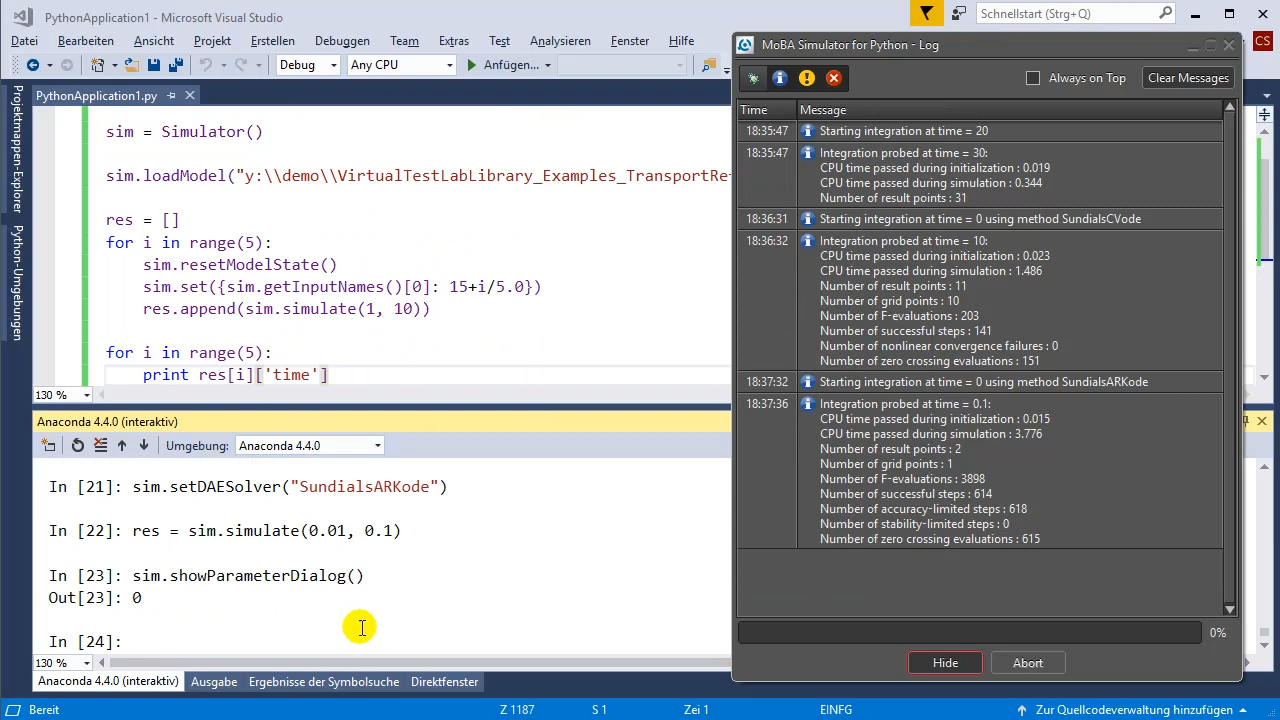 PythonApplication1 - Microsoft Visual Studio
Schnellstart (Strg+Q)
Datei Bearbeiten Ansicht Projekt Erstellen Debuggen Team Extras Test Analysieren Fenster Hilfe
CS
Debug Any CPU Anfügen...
PythonApplication1.py
Projektmappen-Explorer
Python-Umgebungen
sim = Simulator()
sim.loadModel("y:\\demo\\VirtualTestLabLibrary_Examples_TransportRe
res = []
for i in range(5):
sim.resetModelState()
sim.set({sim.getInputNames()[0]: 15+i/5.0})
res.append(sim.simulate(1, 10))
for i in range(5):
print res[i]['time']
130 %
Anaconda 4.4.0 (interaktiv)
Umgebung: Anaconda 4.4.0
In [21]: sim.setDAESolver("SundialsARKode")
In [22]: res = sim.simulate(0.01, 0.1)
In [23]: sim.showParameterDialog()
Out[23]: 0
In [24]:
130 %
Anaconda 4.4.0 (interaktiv) Ausgabe Ergebnisse der Symbolsuche Direktfenster
Bereit Z 1187 S 1 Zei 1 EINFG Zur Quellcodeverwaltung hinzufügen
MoBA Simulator for Python - Log
Always on Top Clear Messages
Time Message
18:35:47 Starting integration at time = 20
18:35:47 Integration probed at time = 30:
CPU time passed during initialization : 0.019
CPU time passed during simulation : 0.344
Number of result points : 31
18:36:31 Starting integration at time = 0 using method SundialsCVode
18:36:32 Integration probed at time = 10:
CPU time passed during initialization : 0.023
CPU time passed during simulation : 1.486
Number of result points : 11
Number of grid points : 10
Number of F-evaluations : 203
Number of successful steps : 141
Number of nonlinear convergence failures : 0
Number of zero crossing evaluations : 151
18:37:32 Starting integration at time = 0 using method SundialsARKode
18:37:36 Integration probed at time = 0.1:
CPU time passed during initialization : 0.015
CPU time passed during simulation : 3.776
Number of result points : 2
Number of grid points : 1
Number of F-evaluations : 3898
Number of successful steps : 614
Number of accuracy-limited steps : 618
Number of stability-limited steps : 0
Number of zero crossing evaluations : 615
0%
Hide Abort